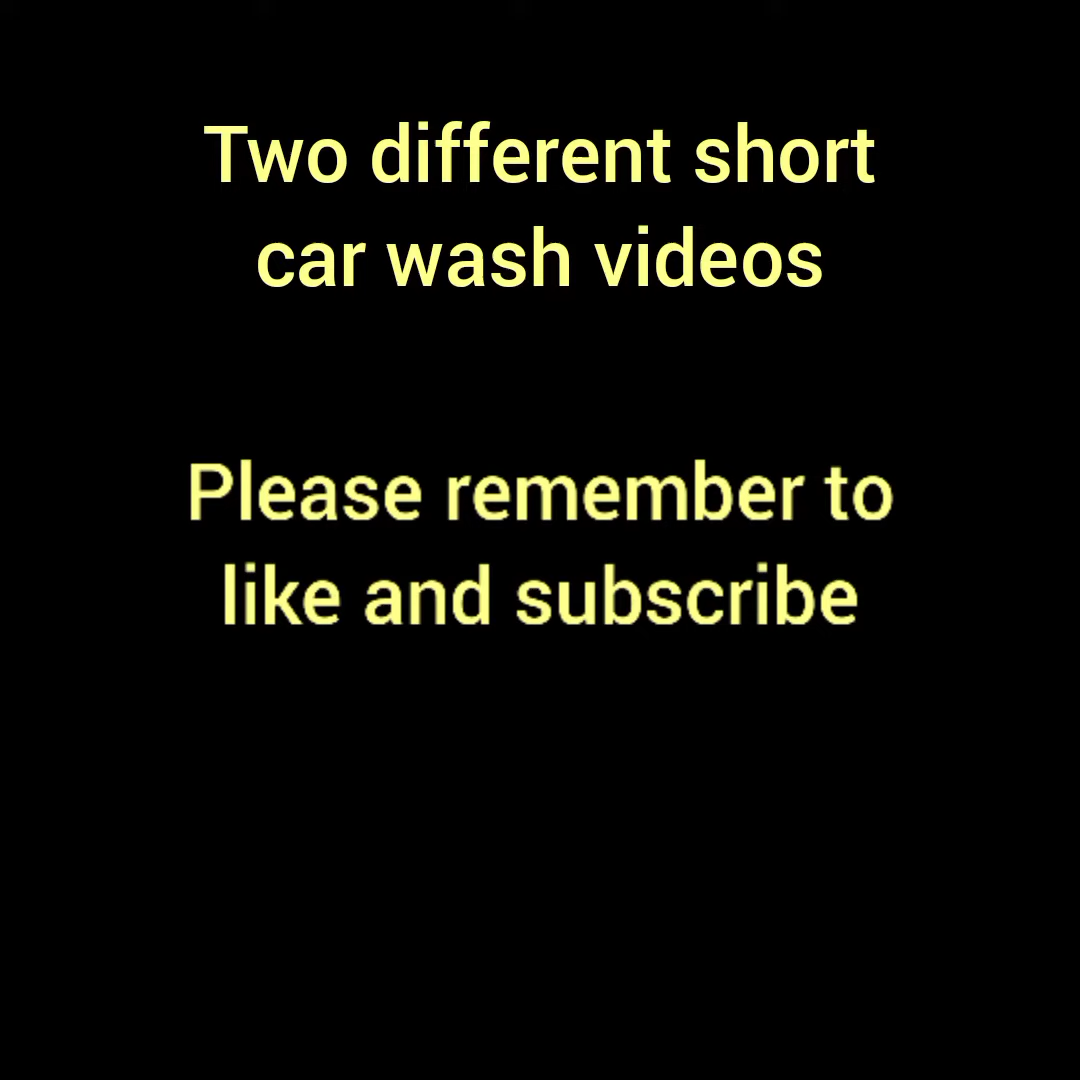 Two different short
car wash videos
Please remember to
like and subscribe